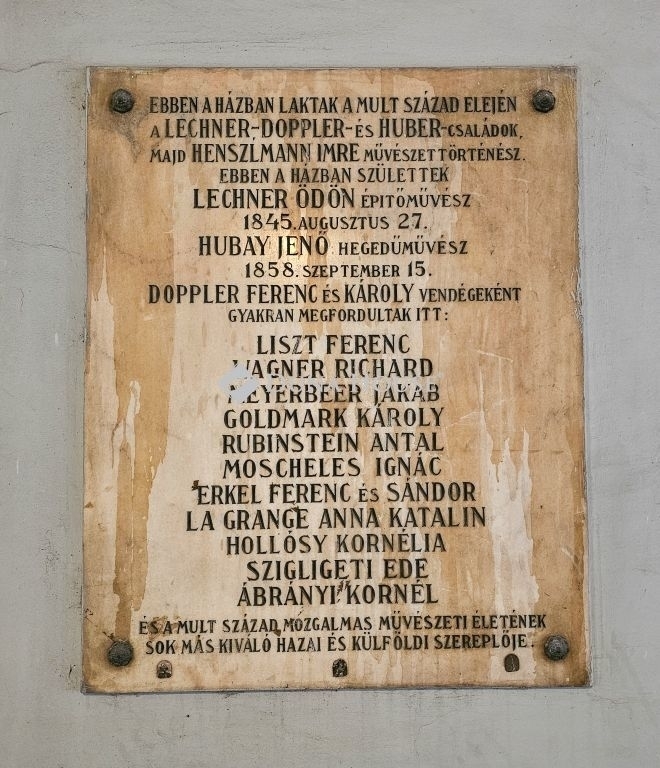 EBBEN A HÁZBAN LAKTAK A MULT SZÁZAD ELEJÉN
A LECHNER-DOPPLER- ÉS HUBER-CSALÁDOK,
MAJD HENSZLMANN IMRE MŰVÉSZETTÖRTÉNÉSZ.
EBBEN A HÁZBAN SZÜLETTEK
LECHNER ÖDÖN ÉPITŐMŰVÉSZ
1845. AUGUSZTUS 27.
HUBAY JENŐ HEGEDŰMŰVÉSZ
1858. SZEPTEMBER 15.
DOPPLER FERENC ÉS KÁROLY VENDÉGEKÉNT
GYAKRAN MEGFORDULTAK ITT:
LISZT FERENC
WAGNER RICHARD
MEYERBEER JAKAB
GOLDMARK KÁROLY
RUBINSTEIN ANTAL
MOSCHELES IGNÁC
ERKEL FERENC ÉS SÁNDOR
LA GRANGE ANNA KATALIN
HOLLÓSY KORNÉLIA
SZIGLIGETI EDE
ÁBRÁNYI KORNÉL
ÉS A MULT SZÁZAD MOZGALMAS MŰVÉSZETI ÉLETÉNEK
SOK MÁS KIVÁLÓ HAZAI ÉS KÜLFÖLDI SZEREPLŐJE.